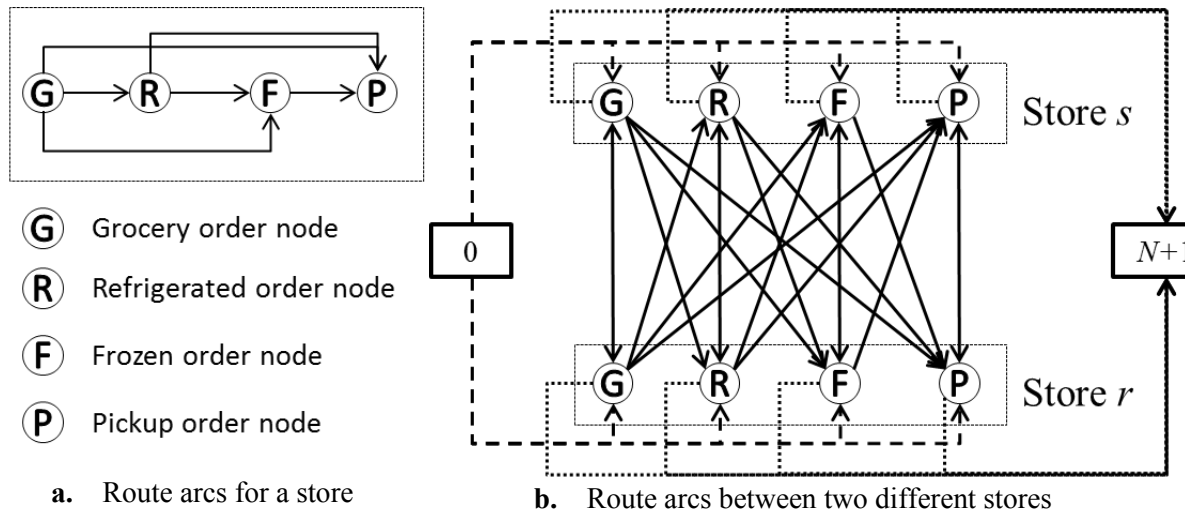 G R F P
G Grocery order node
R Refrigerated order node
F Frozen order node
P Pickup order node
a. Route arcs for a store
G R F P Store s
0
N+1
G R F P Store r
b. Route arcs between two different stores